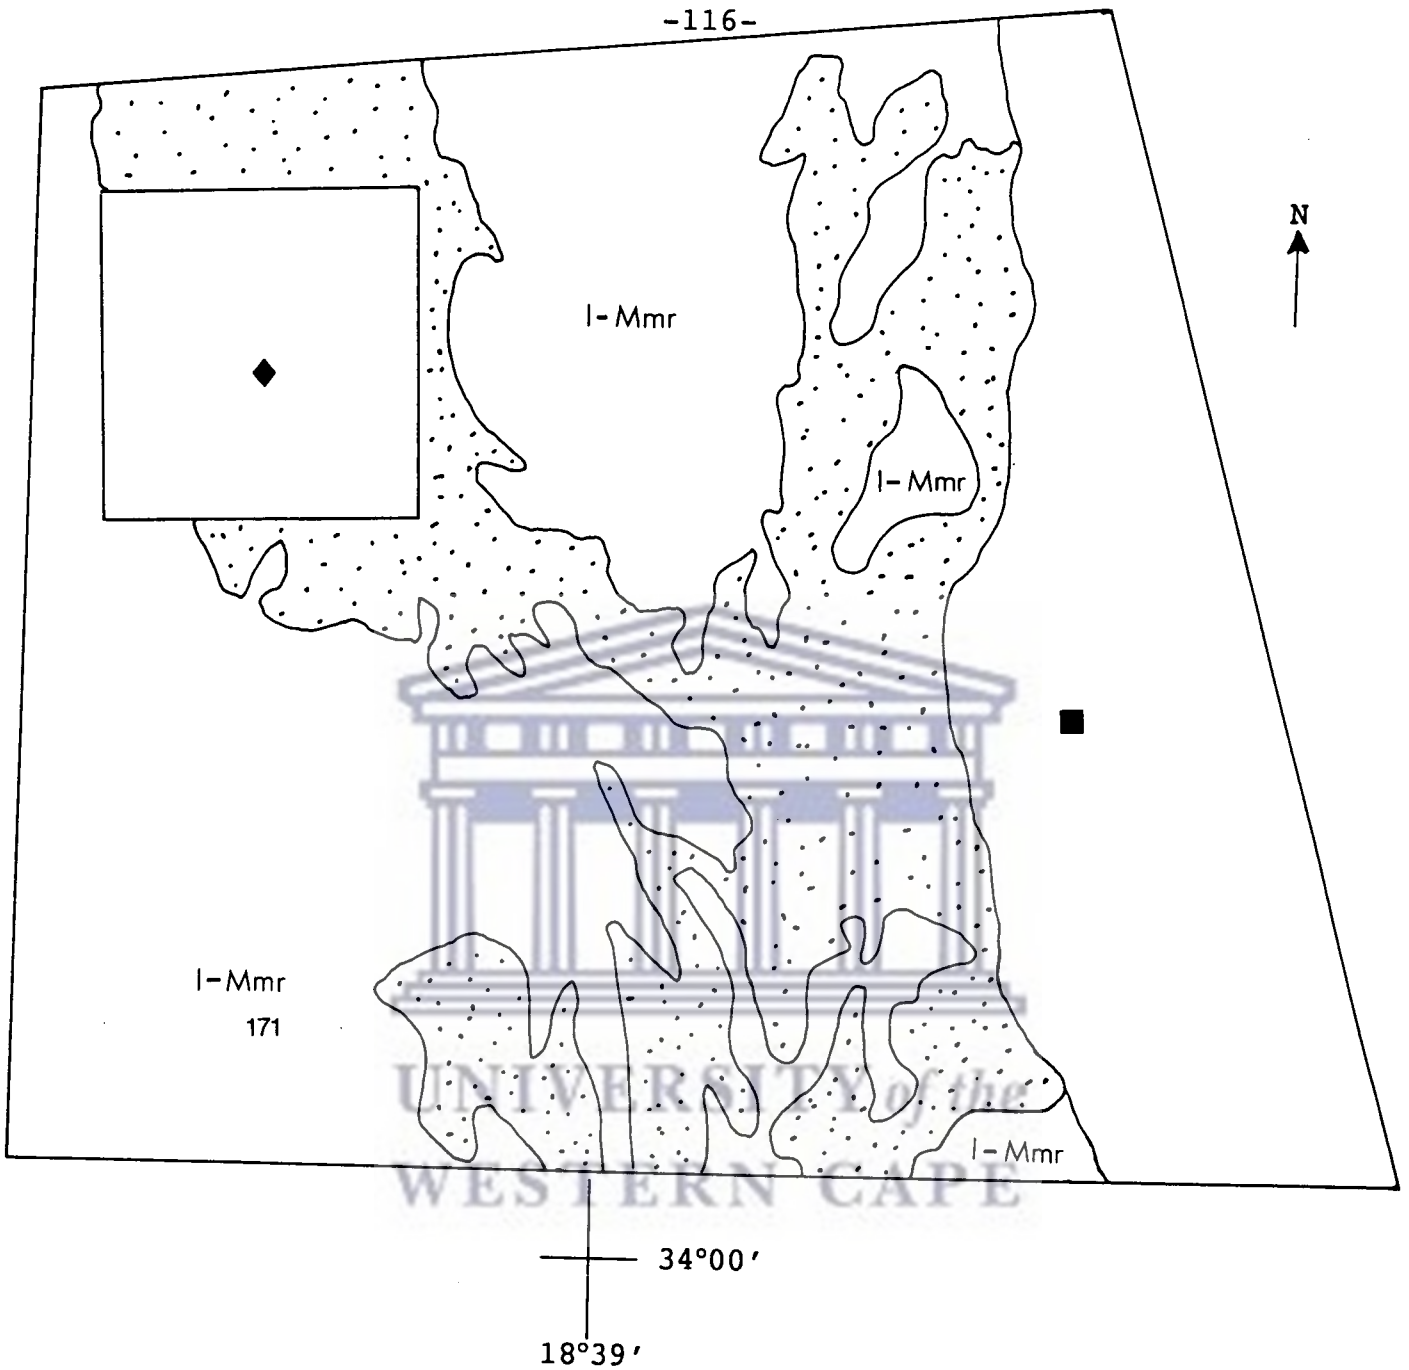 -116-
N
I-Mmr
I-Mmr
I-Mmr
171
UNIVERSITY of the
I-Mmr
WESTERN CAPE
34°00′
18°39′